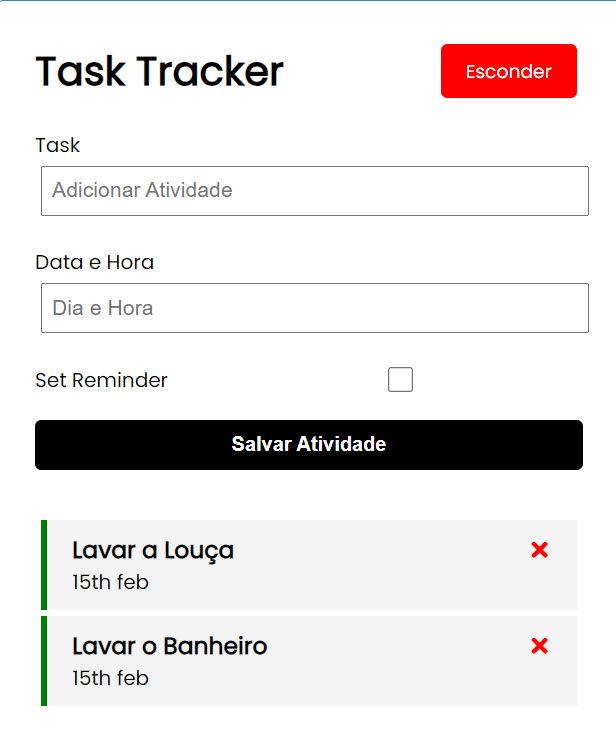 Task Tracker
Esconder
Task
Adicionar Atividade
Data e Hora
Dia e Hora
Set Reminder
Salvar Atividade
Lavar a Louça
15th feb
Lavar o Banheiro
15th feb